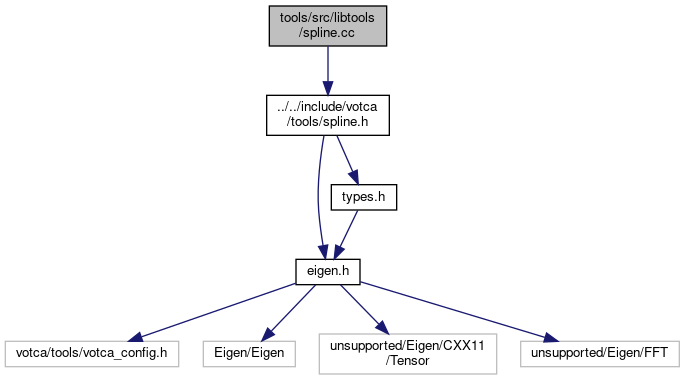 tools/src/libtools
/spline.cc
../../include/votca
/tools/spline.h
types.h
eigen.h
votca/tools/votca_config.h
Eigen/Eigen
unsupported/Eigen/CXX11
/Tensor
unsupported/Eigen/FFT